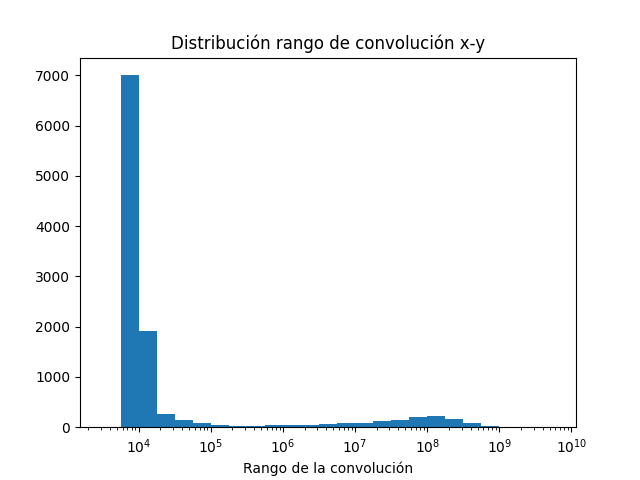 Distribución rango de convolución x-y
7000
6000
5000
4000
3000
2000
1000
0
10⁴ 10⁵ 10⁶ 10⁷ 10⁸ 10⁹ 10¹⁰
Rango de la convolución